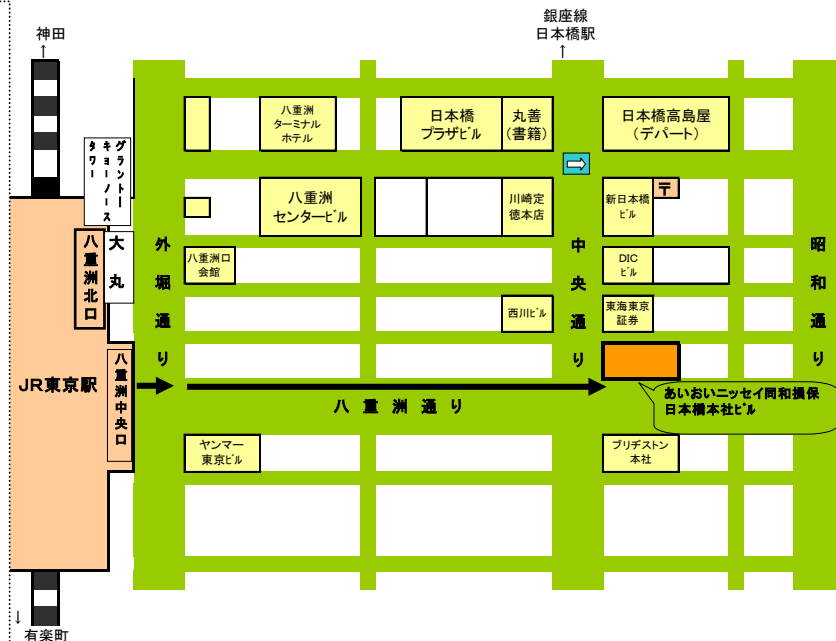 神田
↑
銀座線
日本橋駅
↑
八重洲
ターミナル
ホテル
日本橋
プラザビル
丸善
(書籍)
日本橋高島屋
(デパート)
グラントー
キョーノース
タワー
⇨
八重洲
センタービル
川崎定
徳本店
新日本橋
ビル
〒
八重洲北口
大丸
外堀通り
八重洲口
会館
中央通り
DIC
ビル
昭和通り
西川ビル
東海東京
証券
JR東京駅
八重洲中央口
八重洲通り
あいおいニッセイ同和損保
日本橋本社ビル
ヤンマー
東京ビル
ブリヂストン
本社
↓
有楽町